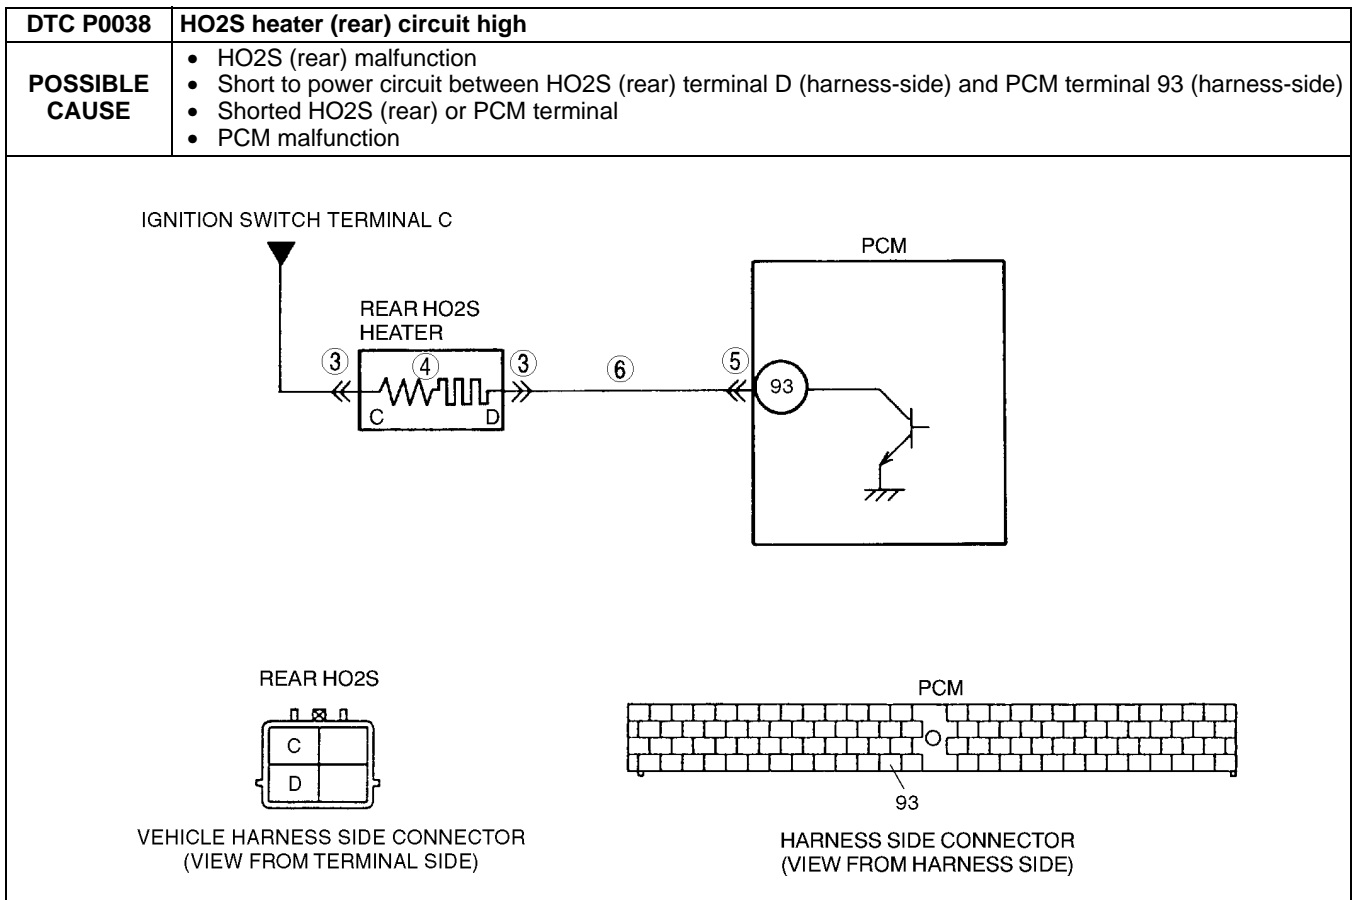 DTC P0038 HO2S heater (rear) circuit high
POSSIBLE CAUSE
• HO2S (rear) malfunction
• Short to power circuit between HO2S (rear) terminal D (harness-side) and PCM terminal 93 (harness-side)
• Shorted HO2S (rear) or PCM terminal
• PCM malfunction
IGNITION SWITCH TERMINAL C
PCM
REAR HO2S
HEATER
③ ④ ③ ⑥ ⑤
93
C D
REAR HO2S
C
D
VEHICLE HARNESS SIDE CONNECTOR
(VIEW FROM TERMINAL SIDE)
PCM
93
HARNESS SIDE CONNECTOR
(VIEW FROM HARNESS SIDE)